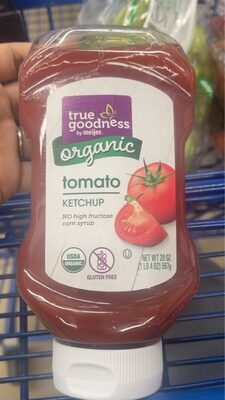 true
goodness
by meijer.
organic
tomato
KETCHUP
NO high fructose
corn syrup
USDA
ORGANIC
GLUTEN FREE
NET WT 20 OZ
(1 LB 4 OZ) 567g